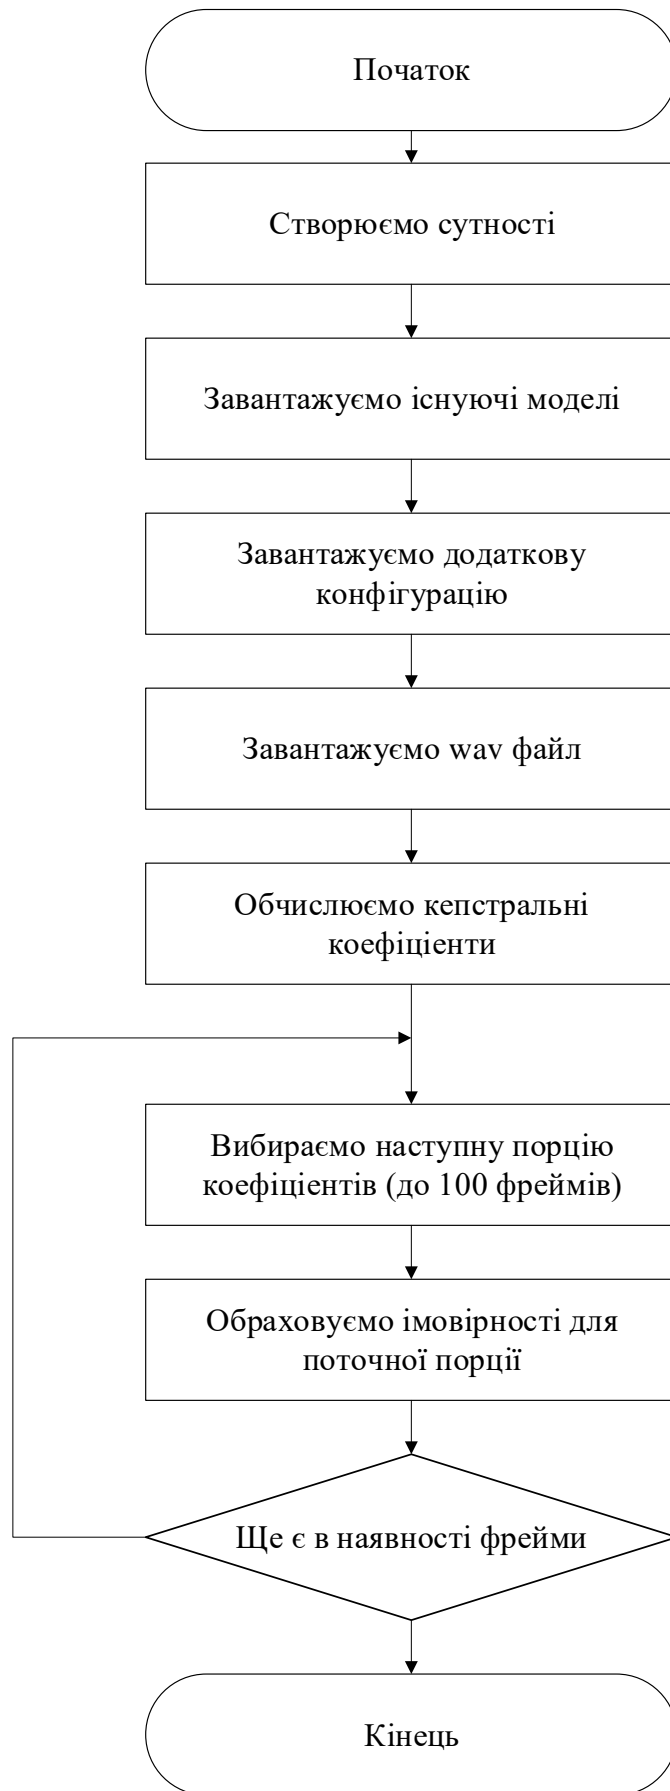 Початок
Створюємо сутності
Завантажуємо існуючі моделі
Завантажуємо додаткову
конфігурацію
Завантажуємо wav файл
Обчислюємо кепстральні
коефіцієнти
Вибираємо наступну порцію
коефіцієнтів (до 100 фреймів)
Обраховуємо імовірності для
поточної порції
Ще є в наявності фрейми
Кінець